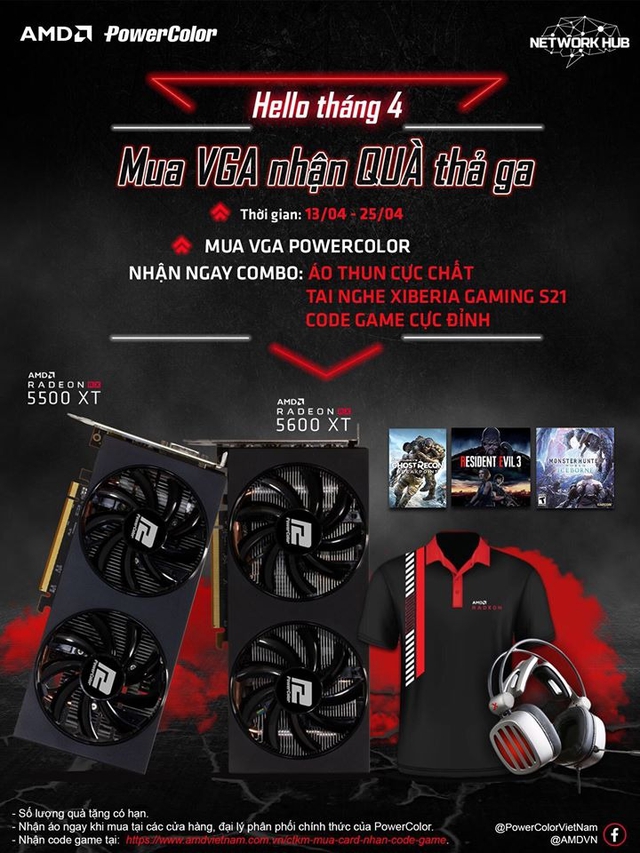 AMD PowerColor
NETWORK HUB
Hello tháng 4
Mua VGA nhận QUÀ thả ga
Thời gian: 13/04 - 25/04
MUA VGA POWERCOLOR
NHẬN NGAY COMBO: ÁO THUN CỰC CHẤT
TAI NGHE XIBERIA GAMING S21
CODE GAME CỰC ĐỈNH
AMD
RADEON RX
5500 XT
AMD
RADEON RX
5600 XT
GHOST RECON
BREAKPOINT
RESIDENT EVIL 3
MONSTER HUNTER
WORLD
ICEBORNE
CAPCOM
AMD
RADEON
PowerColor
PowerColor
PowerColor
PowerColor
- Số lượng quà tặng có hạn.
- Nhận áo ngay khi mua tại các cửa hàng, đại lý phân phối chính thức của PowerColor.
- Nhận code game tại: https://www.amdvietnam.com.vn/ctkm-mua-card-nhan-code-game.
@PowerColorVietNam
@AMDVN